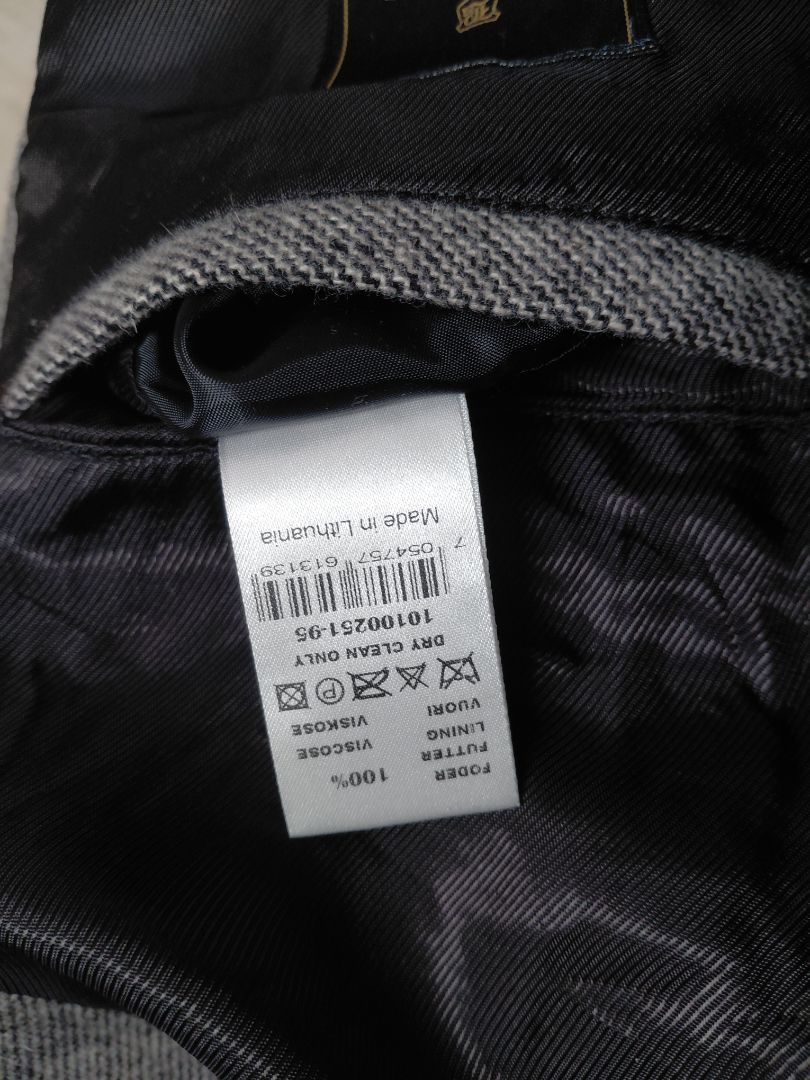 FODER
FUTTER
LINING
VUORI
100%
VISCOSE
VISKOSE
P
DRY CLEAN ONLY
10100251-95
7 054757 613139
Made in Lithuania